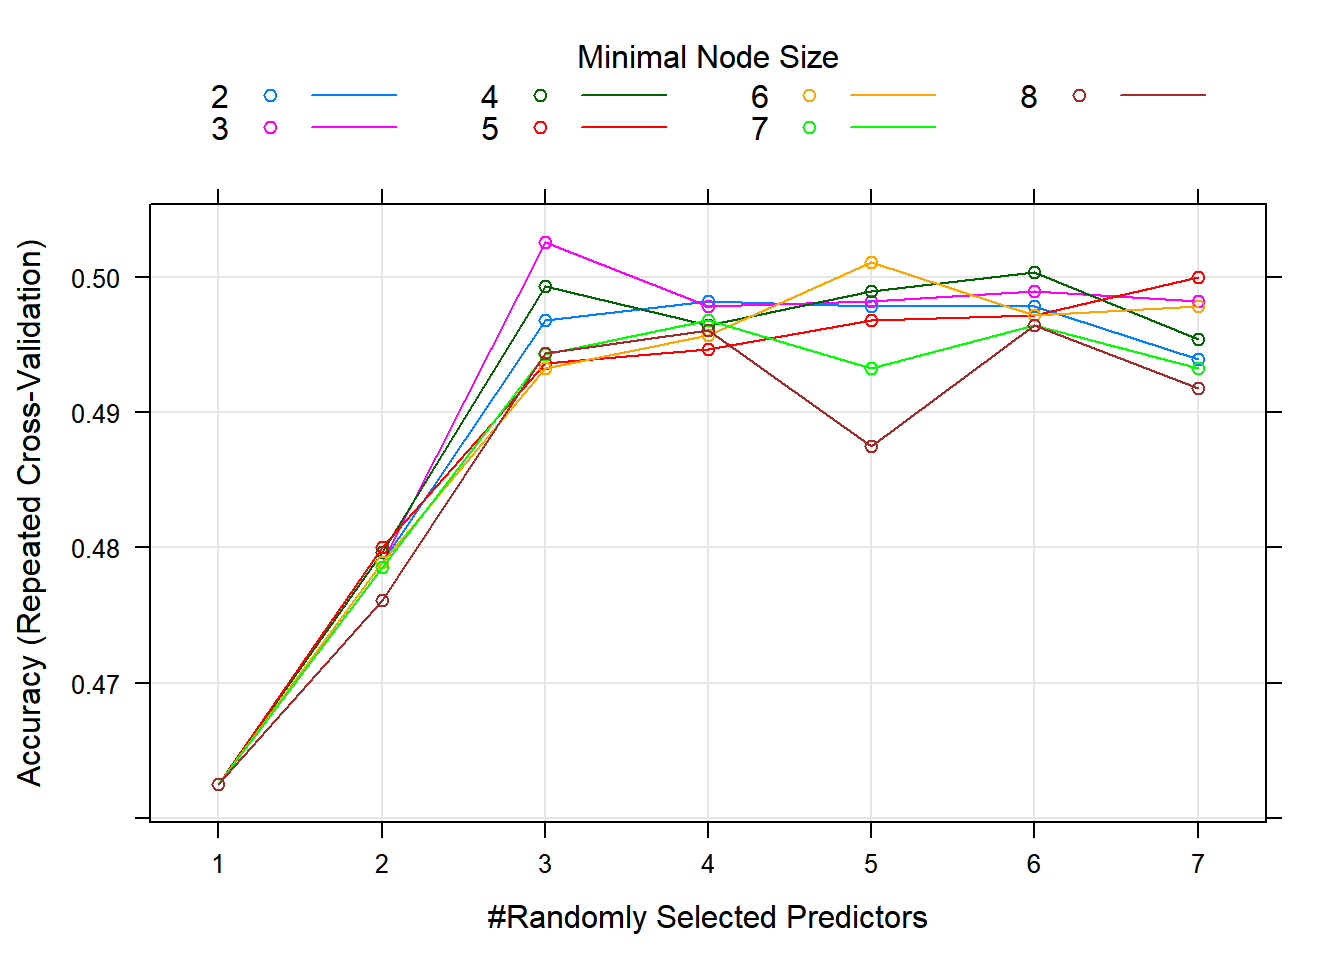 Minimal Node Size
2 4 6 8
3 5 7
Accuracy (Repeated Cross-Validation)
0.50
0.49
0.48
0.47
1 2 3 4 5 6 7
#Randomly Selected Predictors